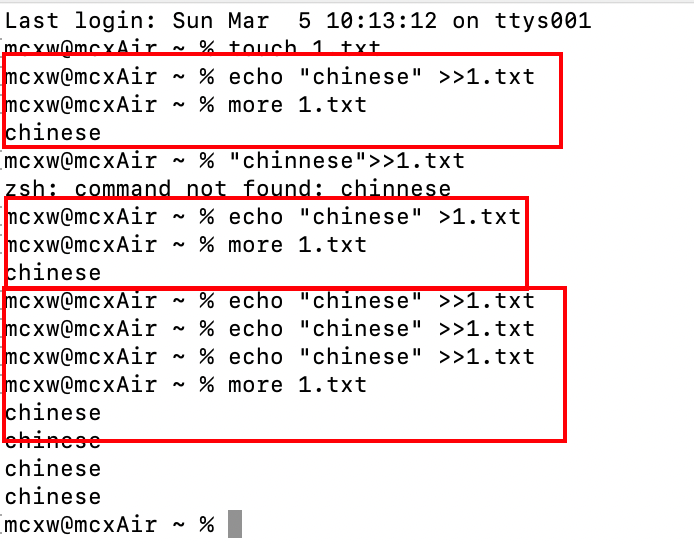 Last login: Sun Mar  5 10:13:12 on ttys001
mcxw@mcxAir ~ % touch 1.txt
mcxw@mcxAir ~ % echo "chinese" >>1.txt
mcxw@mcxAir ~ % more 1.txt
chinese
mcxw@mcxAir ~ % "chinnese">>1.txt
zsh: command not found: chinnese
mcxw@mcxAir ~ % echo "chinese" >1.txt
mcxw@mcxAir ~ % more 1.txt
chinese
mcxw@mcxAir ~ % echo "chinese" >>1.txt
mcxw@mcxAir ~ % echo "chinese" >>1.txt
mcxw@mcxAir ~ % echo "chinese" >>1.txt
mcxw@mcxAir ~ % more 1.txt
chinese
chinese
chinese
chinese
mcxw@mcxAir ~ %